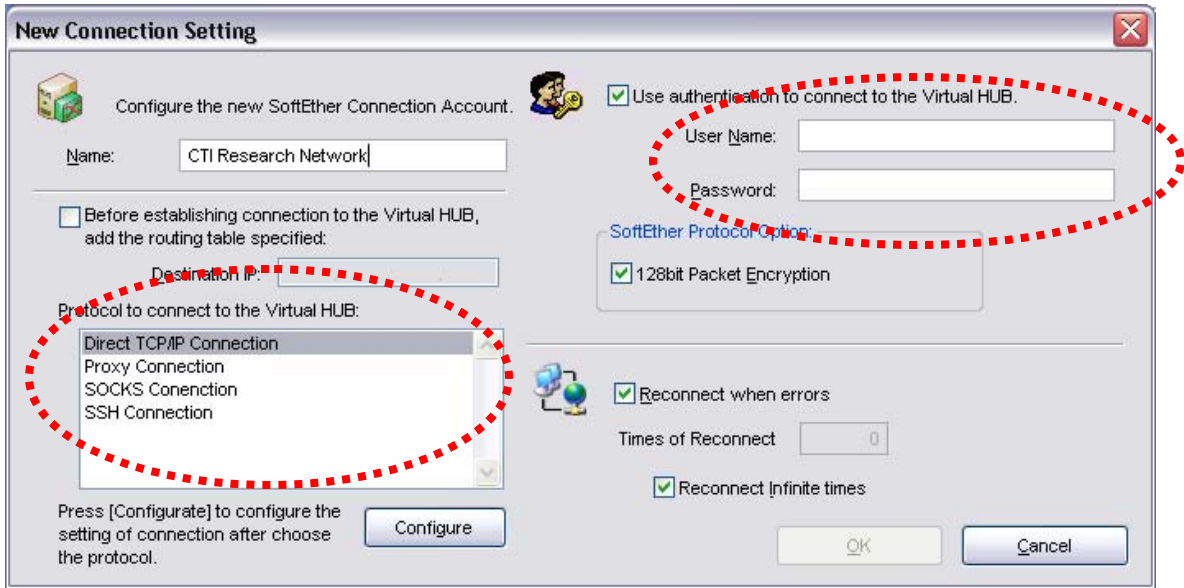 New Connection Setting
Configure the new SoftEther Connection Account.
Name: CTI Research Network
Before establishing connection to the Virtual HUB,
add the routing table specified:
Destination IP:
Protocol to connect to the Virtual HUB:
Direct TCP/IP Connection
Proxy Connection
SOCKS Conenction
SSH Connection
Press [Configurate] to configure the
setting of connection after choose
the protocol.
Configure
Use authentication to connect to the Virtual HUB.
User Name:
Password:
SoftEther Protocol Option:
128bit Packet Encryption
Reconnect when errors
Times of Reconnect 0
Reconnect Infinite times
OK
Cancel